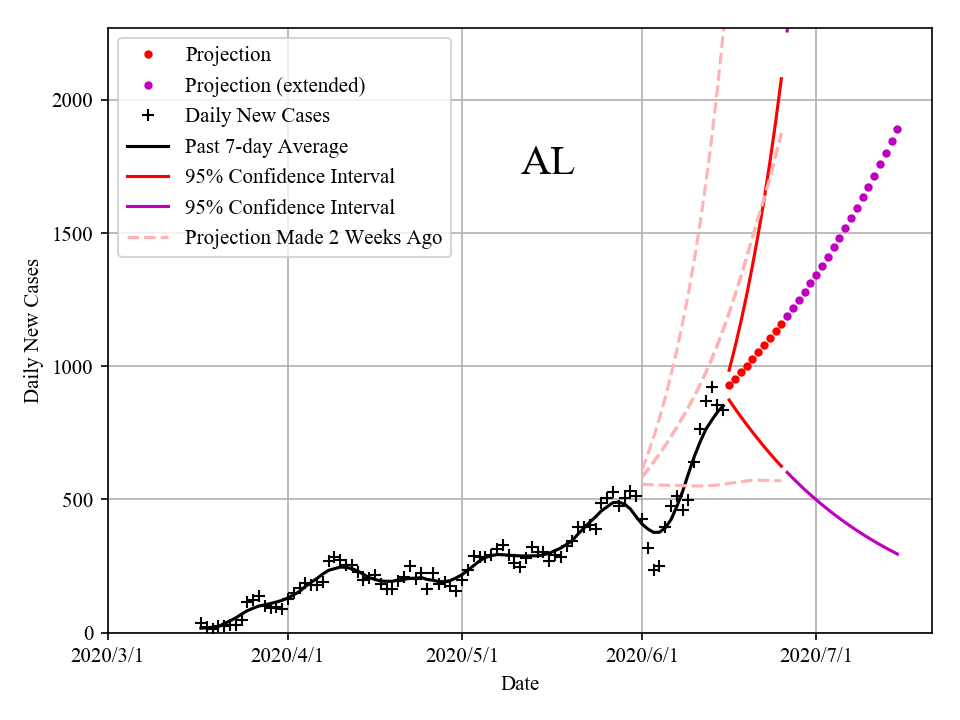 Projection
Projection (extended)
Daily New Cases
Past 7-day Average
95% Confidence Interval
95% Confidence Interval
Projection Made 2 Weeks Ago
AL
Daily New Cases
2000
1500
1000
500
0
2020/3/1 2020/4/1 2020/5/1 2020/6/1 2020/7/1
Date